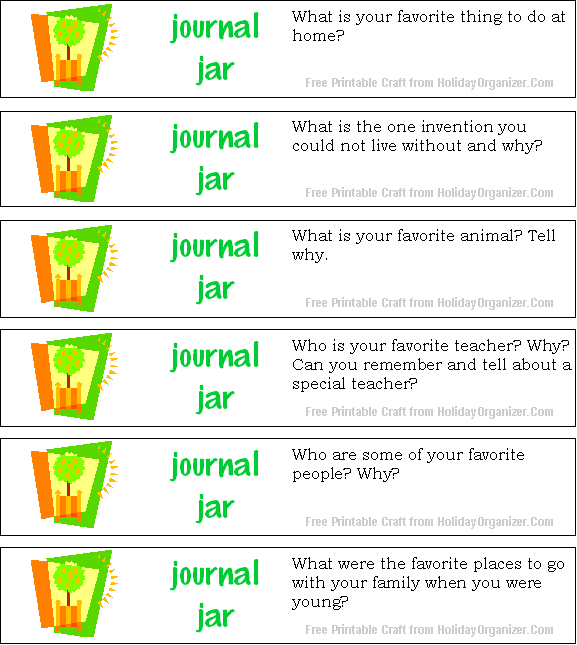 journal
jar
What is your favorite thing to do at
home?
Free Printable Craft from HolidayOrganizer.Com
journal
jar
What is the one invention you
could not live without and why?
Free Printable Craft from HolidayOrganizer.Com
journal
jar
What is your favorite animal? Tell
why.
Free Printable Craft from HolidayOrganizer.Com
journal
jar
Who is your favorite teacher? Why?
Can you remember and tell about a
special teacher?
Free Printable Craft from HolidayOrganizer.Com
journal
jar
Who are some of your favorite
people? Why?
Free Printable Craft from HolidayOrganizer.Com
journal
jar
What were the favorite places to go
with your family when you were
young?
Free Printable Craft from HolidayOrganizer.Com